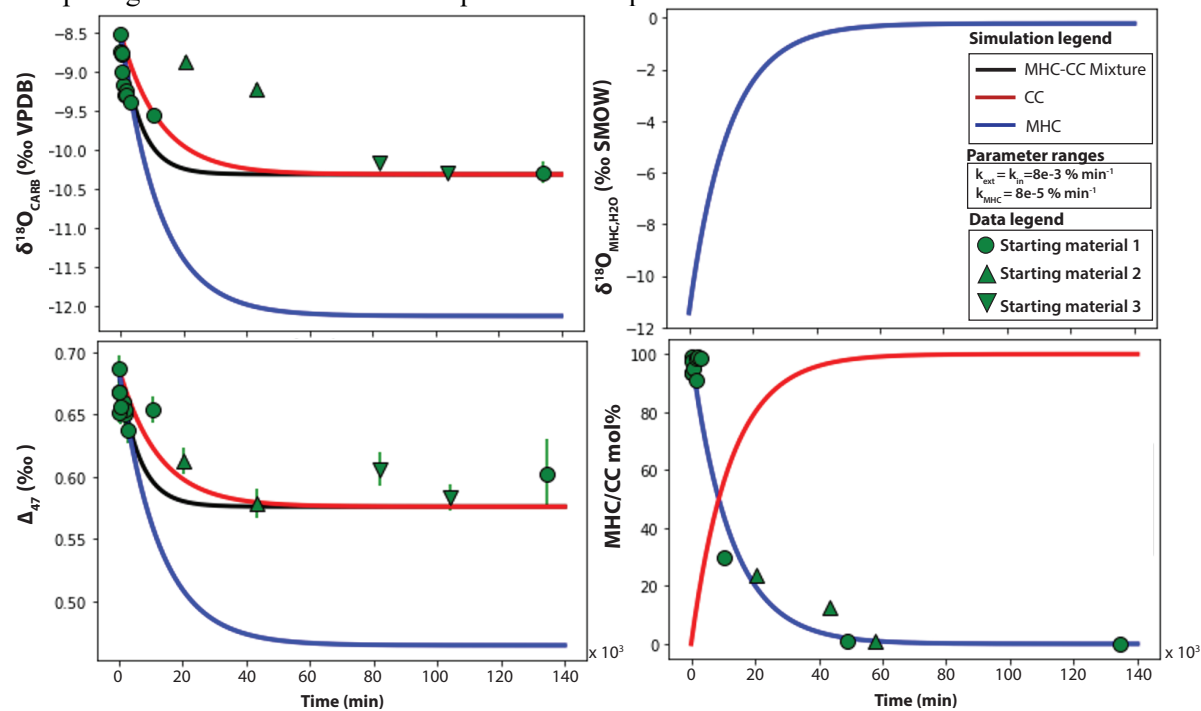 −8.5
−9.0
−9.5
−10.0
−10.5
−11.0
−11.5
−12.0
δ¹⁸O_CARB (‰ VPDB)
0
−2
−4
−6
−8
−10
−12
δ¹⁸O_MHC,H2O (‰ SMOW)
Simulation legend
MHC-CC Mixture
CC
MHC
Parameter ranges
k_ext = k_in=8e-3 % min⁻¹
k_MHC = 8e-5 % min⁻¹
Data legend
Starting material 1
Starting material 2
Starting material 3
0.70
0.65
0.60
0.55
0.50
Δ₄₇ (‰ )
0 20 40 60 80 100 120 140
x 10³
Time (min)
100
80
60
40
20
0
MHC/CC mol%
0 20 40 60 80 100 120 140
x 10³
Time (min)